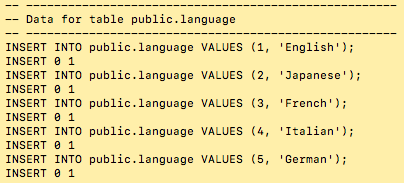 -- ------------------------------------------------
-- Data for table public.language
-- ------------------------------------------------
INSERT INTO public.language VALUES (1, 'English');
INSERT 0 1
INSERT INTO public.language VALUES (2, 'Japanese');
INSERT 0 1
INSERT INTO public.language VALUES (3, 'French');
INSERT 0 1
INSERT INTO public.language VALUES (4, 'Italian');
INSERT 0 1
INSERT INTO public.language VALUES (5, 'German');
INSERT 0 1